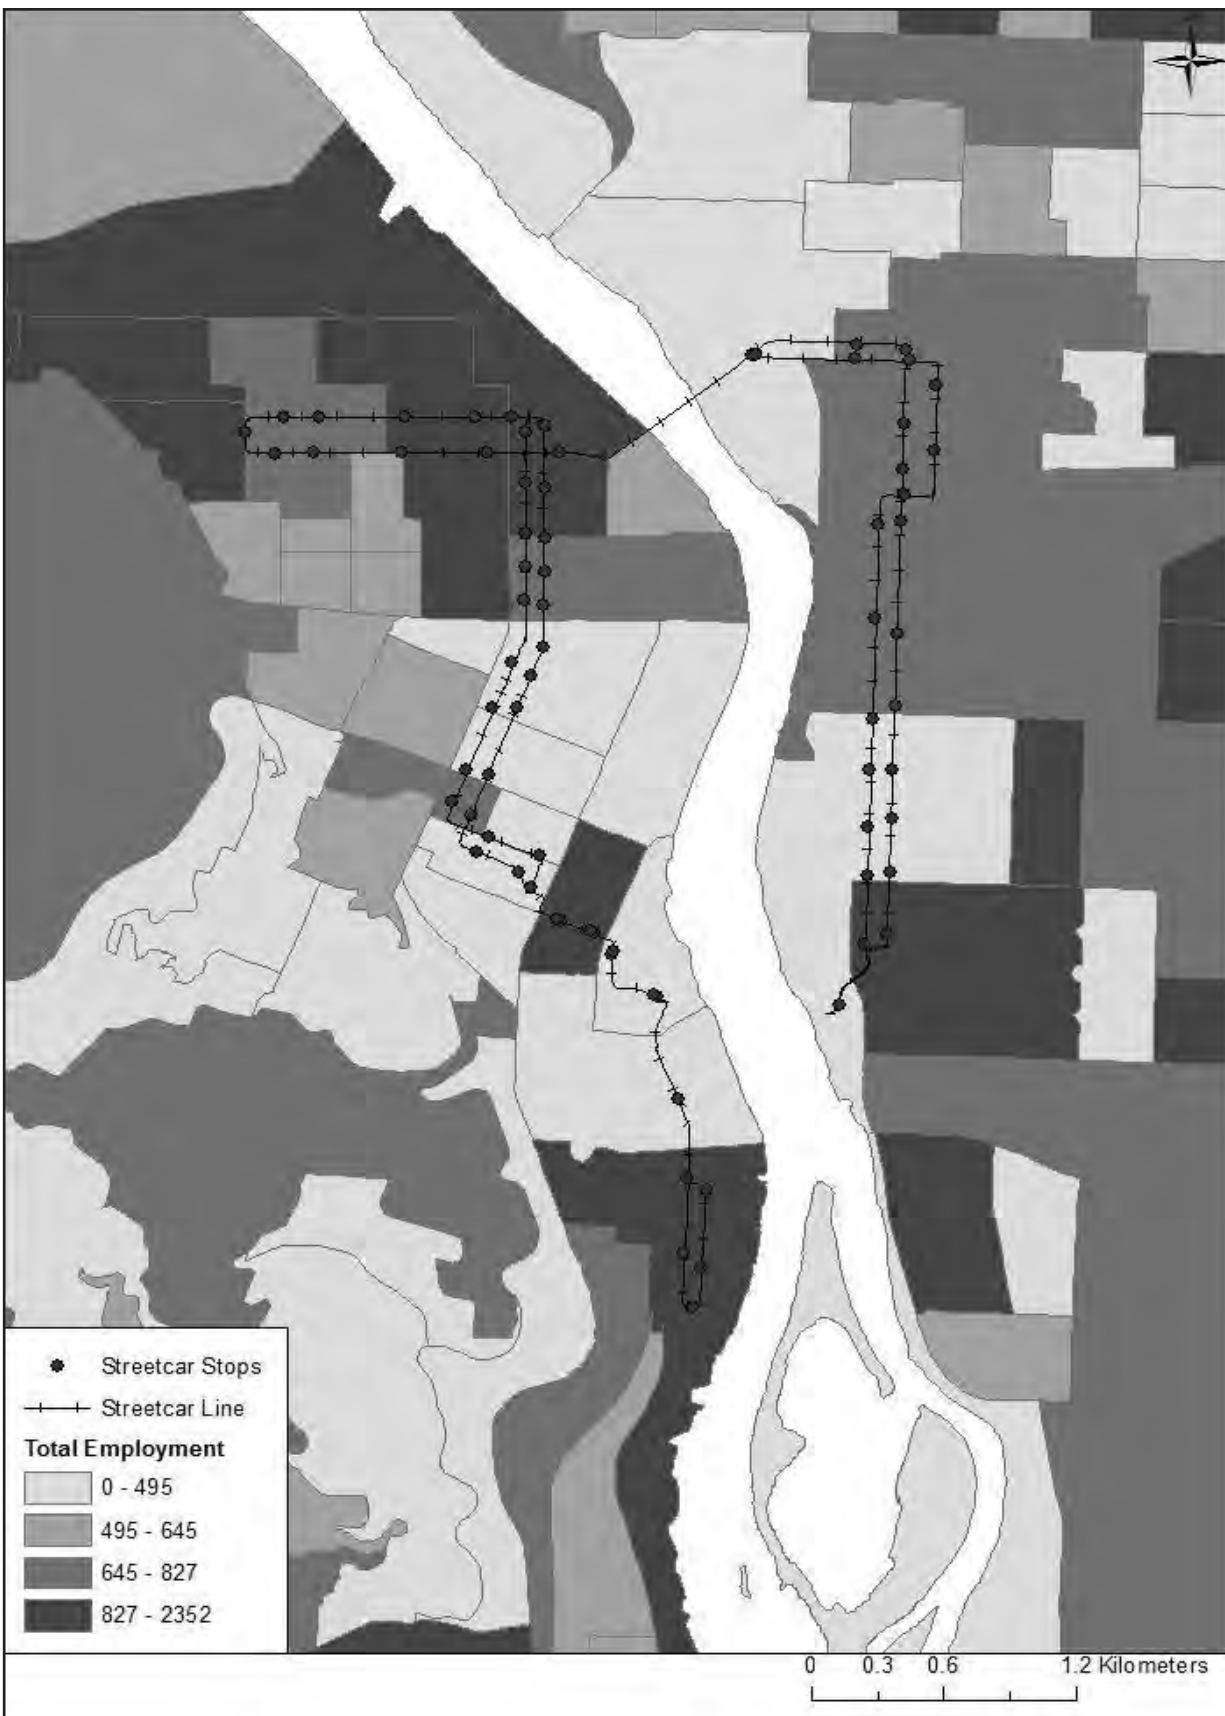 Streetcar Stops
Streetcar Line
Total Employment
0 - 495
495 - 645
645 - 827
827 - 2352
0 0.3 0.6 1.2 Kilometers